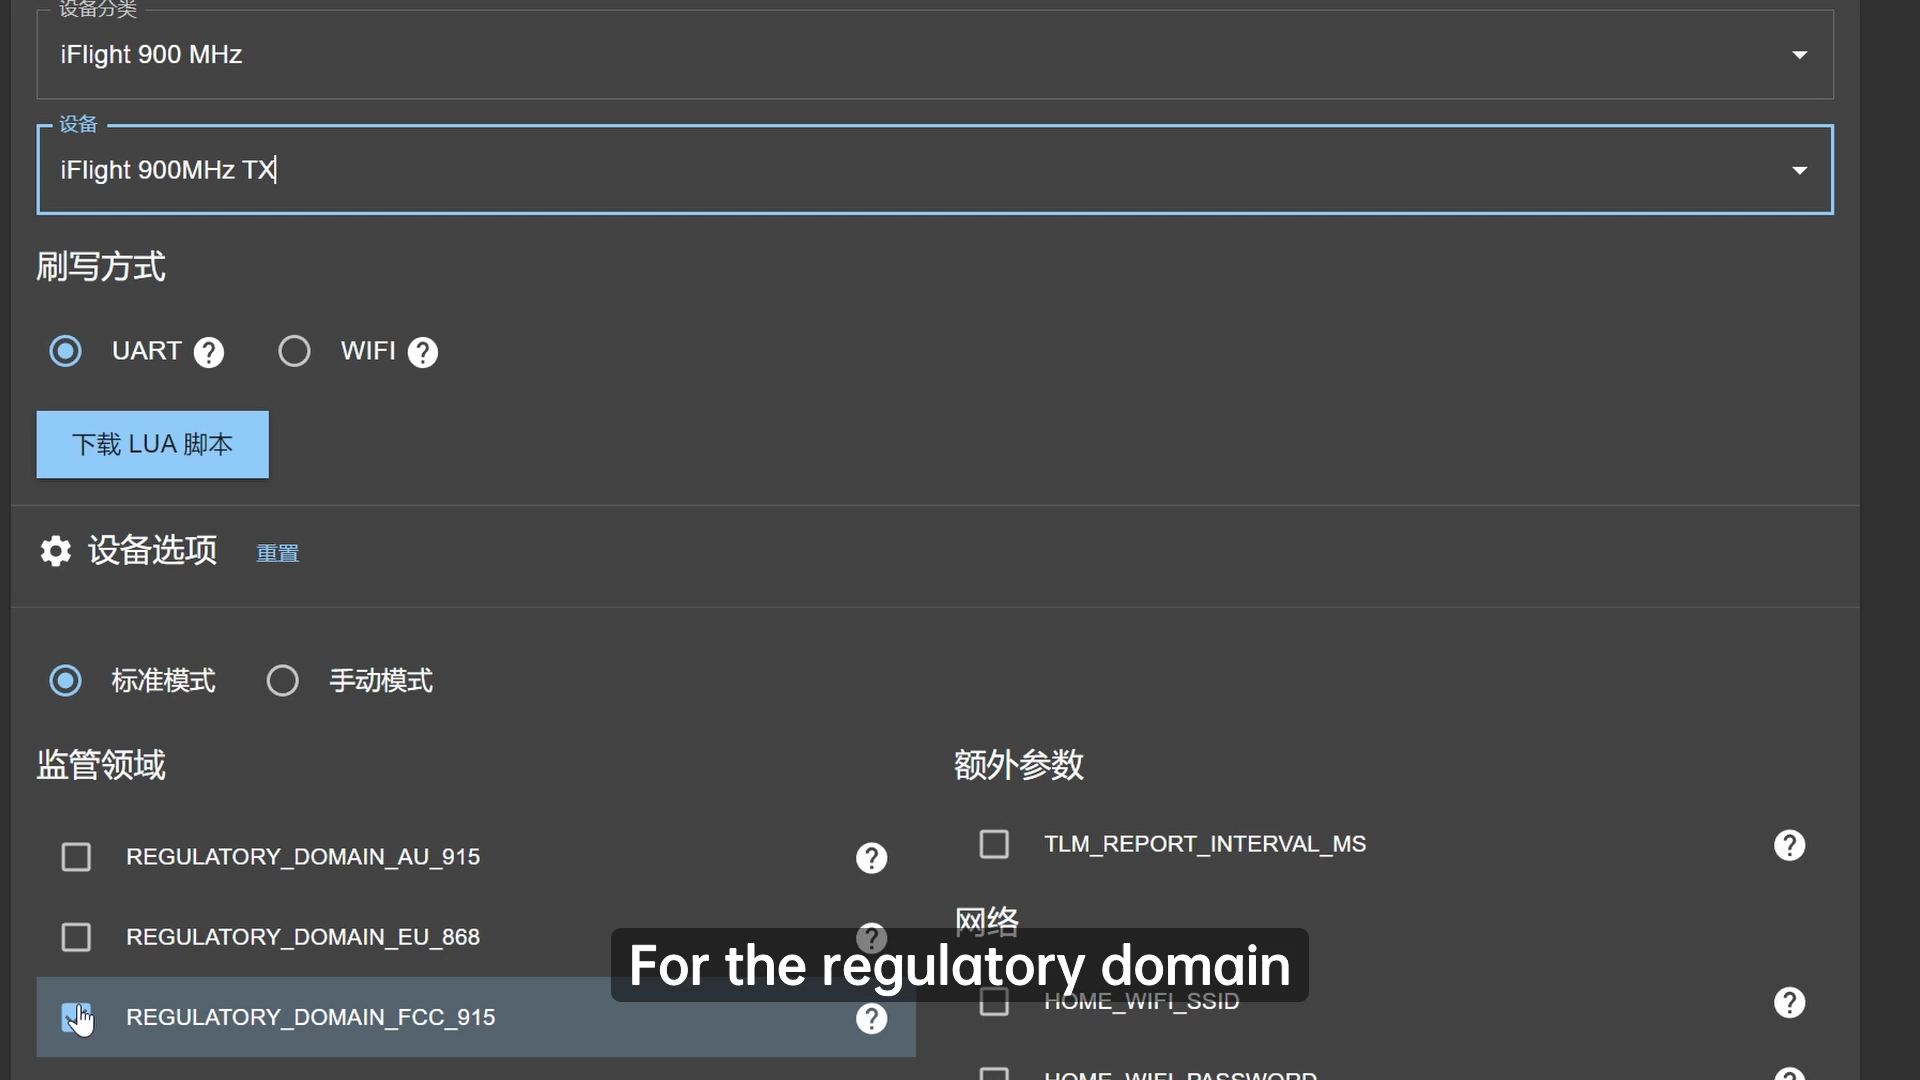 设备分类
iFlight 900 MHz
设备
iFlight 900MHz TX
刷写方式
UART ? WIFI ?
下载 LUA 脚本
设备选项 重置
标准模式 手动模式
监管领域
REGULATORY_DOMAIN_AU_915 ?
REGULATORY_DOMAIN_EU_868 ?
REGULATORY_DOMAIN_FCC_915 ?
额外参数
TLM_REPORT_INTERVAL_MS ?
网络
HOME_WIFI_SSID ?
HOME_WIFI_PASSWORD ?
For the regulatory domain